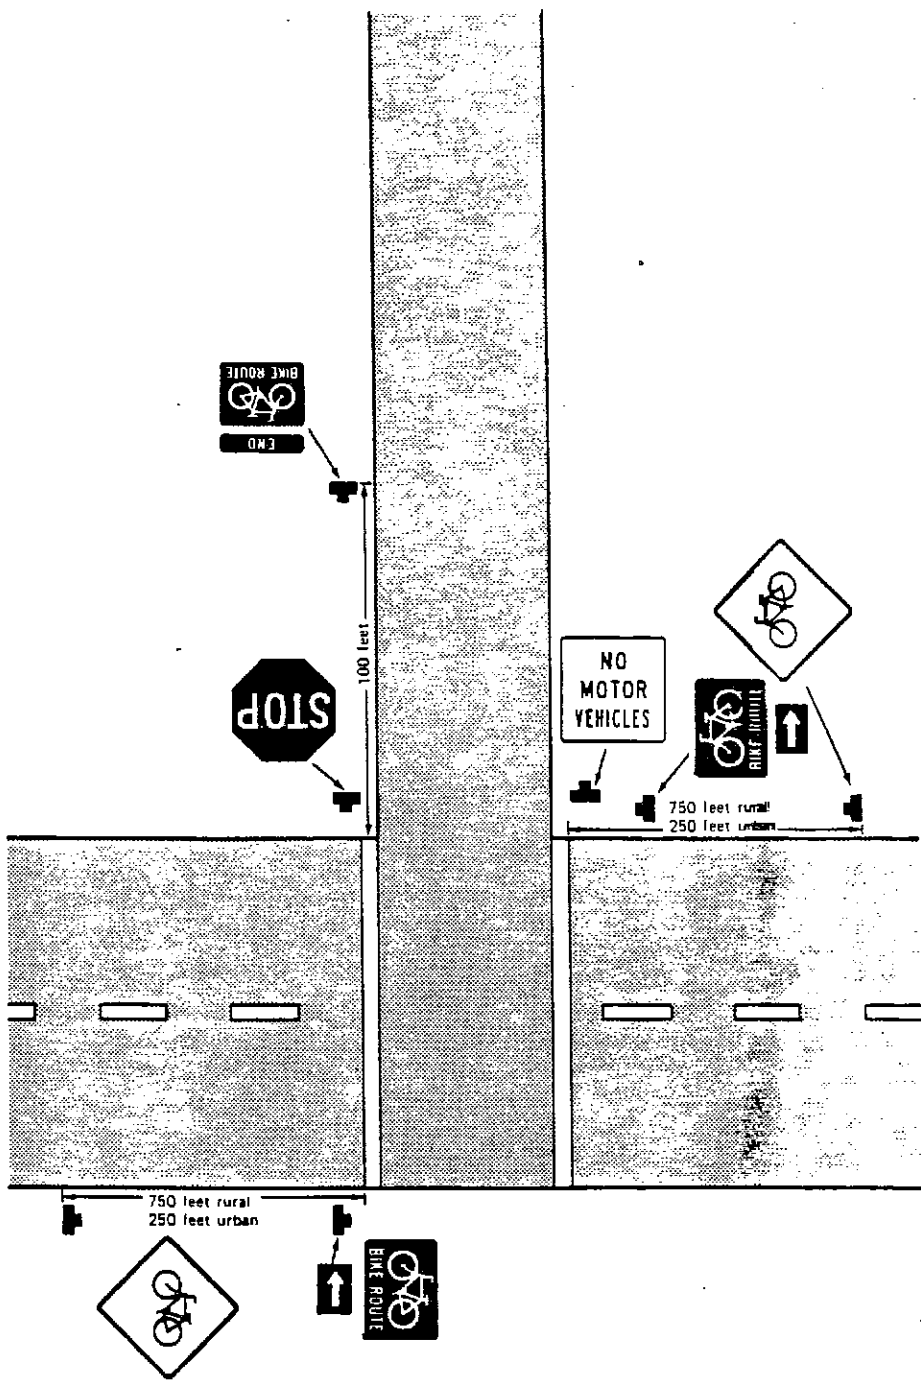 BIKE ROUTE
END
100 feet
STOP
NO
MOTOR
VEHICLES
BIKE ROUTE
750 feet rural
250 feet urban
750 feet rural
250 feet urban
BIKE ROUTE